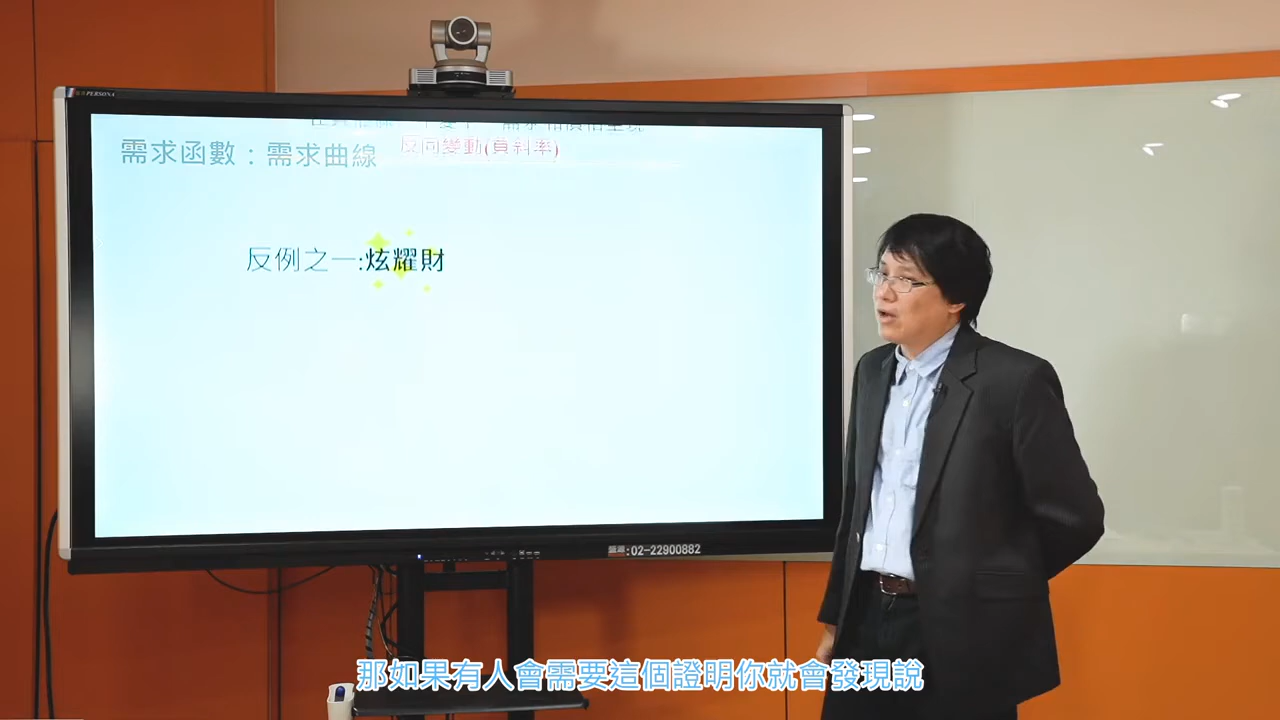 PERSONA
需求函數：需求曲線
反向變動(負斜率)
反例之一:炫耀財
:02-22900882
那如果有人會需要這個證明你就會發現說